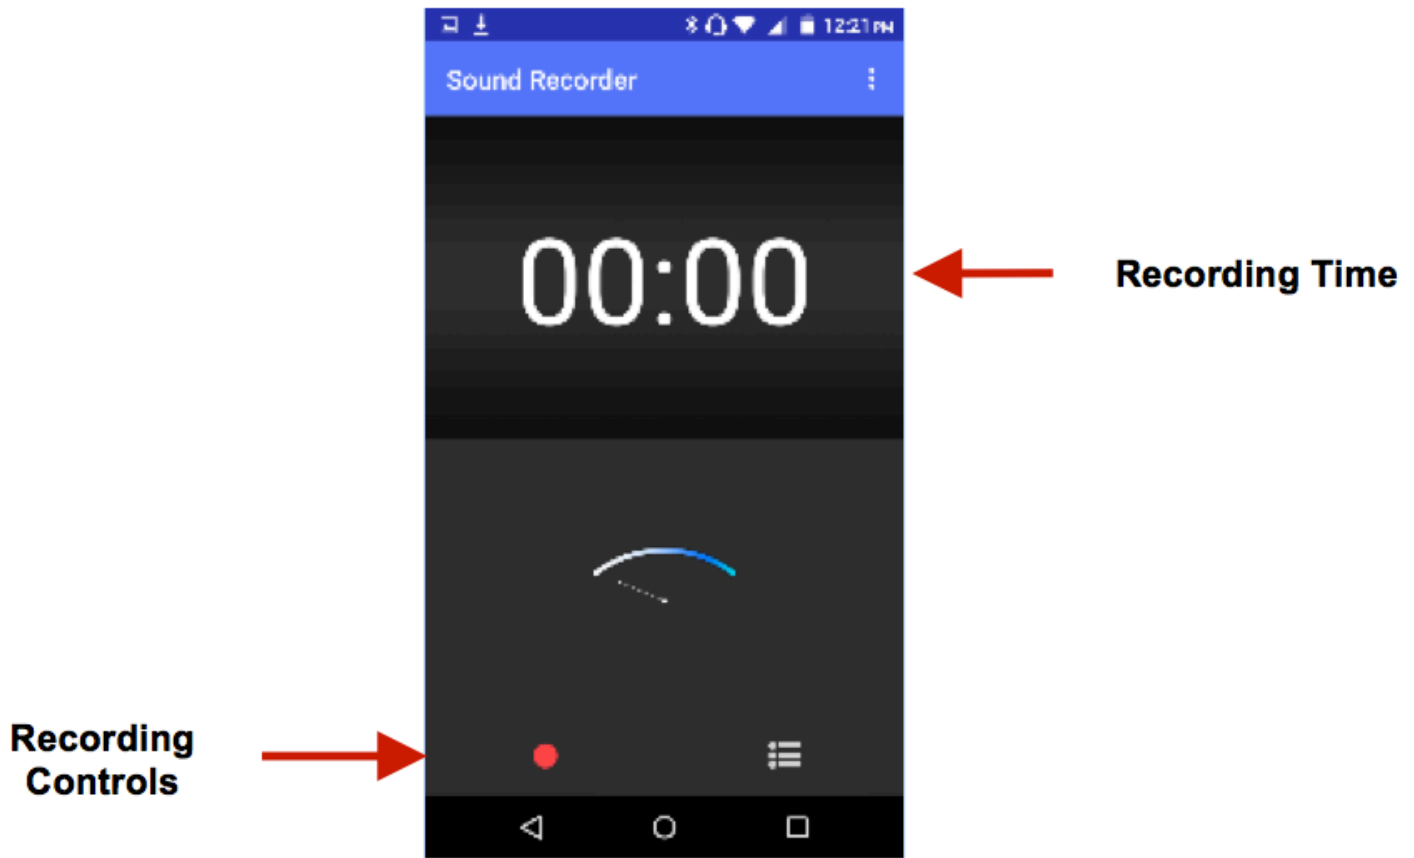 12:21 PM
Sound Recorder
00:00
Recording Time
Recording
Controls